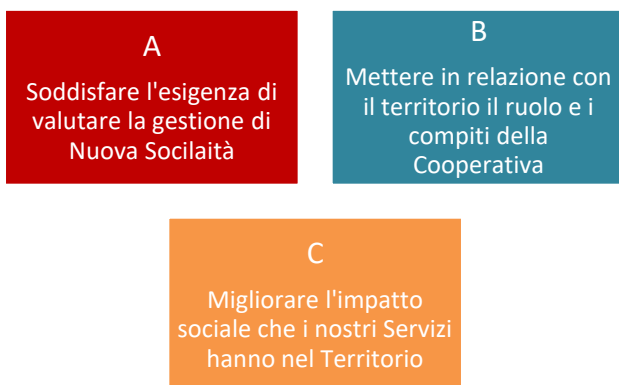 A
Soddisfare l'esigenza di
valutare la gestione di
Nuova Socilaità
B
Mettere in relazione con
il territorio il ruolo e i
compiti della
Cooperativa
C
Migliorare l'impatto
sociale che i nostri Servizi
hanno nel Territorio